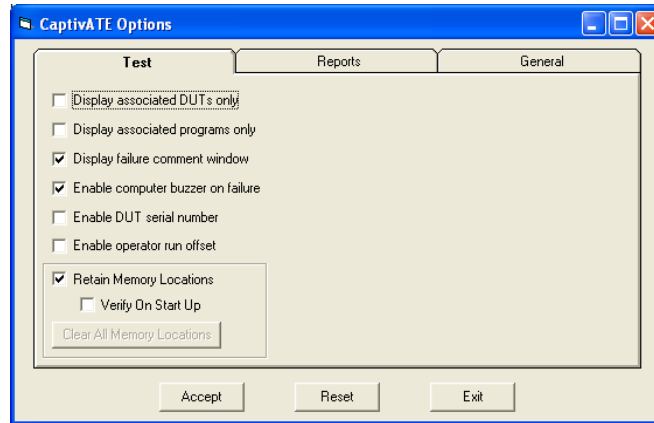 CaptivATE Options
Test Reports General
Display associated DUTs only
Display associated programs only
Display failure comment window
Enable computer buzzer on failure
Enable DUT serial number
Enable operator run offset
Retain Memory Locations
Verify On Start Up
Clear All Memory Locations
Accept Reset Exit